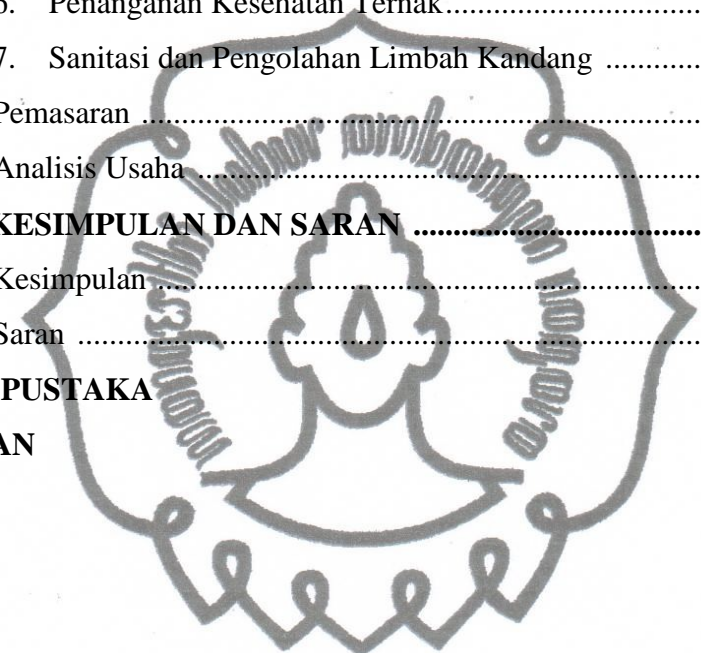 6. Penanganan Kesehatan Ternak...............................
7. Sanitasi dan Pengolahan Limbah Kandang ............
Pemasaran .......................................................................
Analisis Usaha ................................................................
KESIMPULAN DAN SARAN ....................................
Kesimpulan .....................................................................
Saran ...............................................................................
PUSTAKA
AN